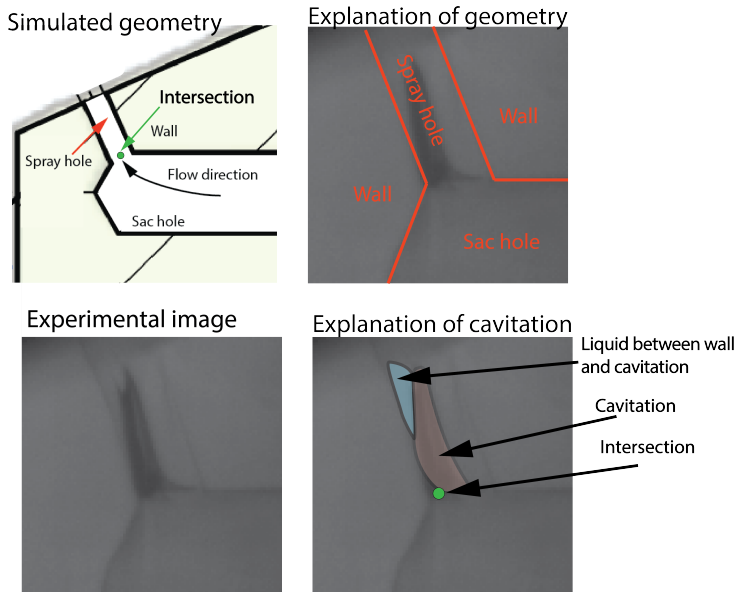 Simulated geometry
Explanation of geometry
Intersection
Wall
Spray hole
Flow direction
Sac hole
Spray hole
Wall
Wall
Sac hole
Experimental image
Explanation of cavitation
Liquid between wall
and cavitation
Cavitation
Intersection